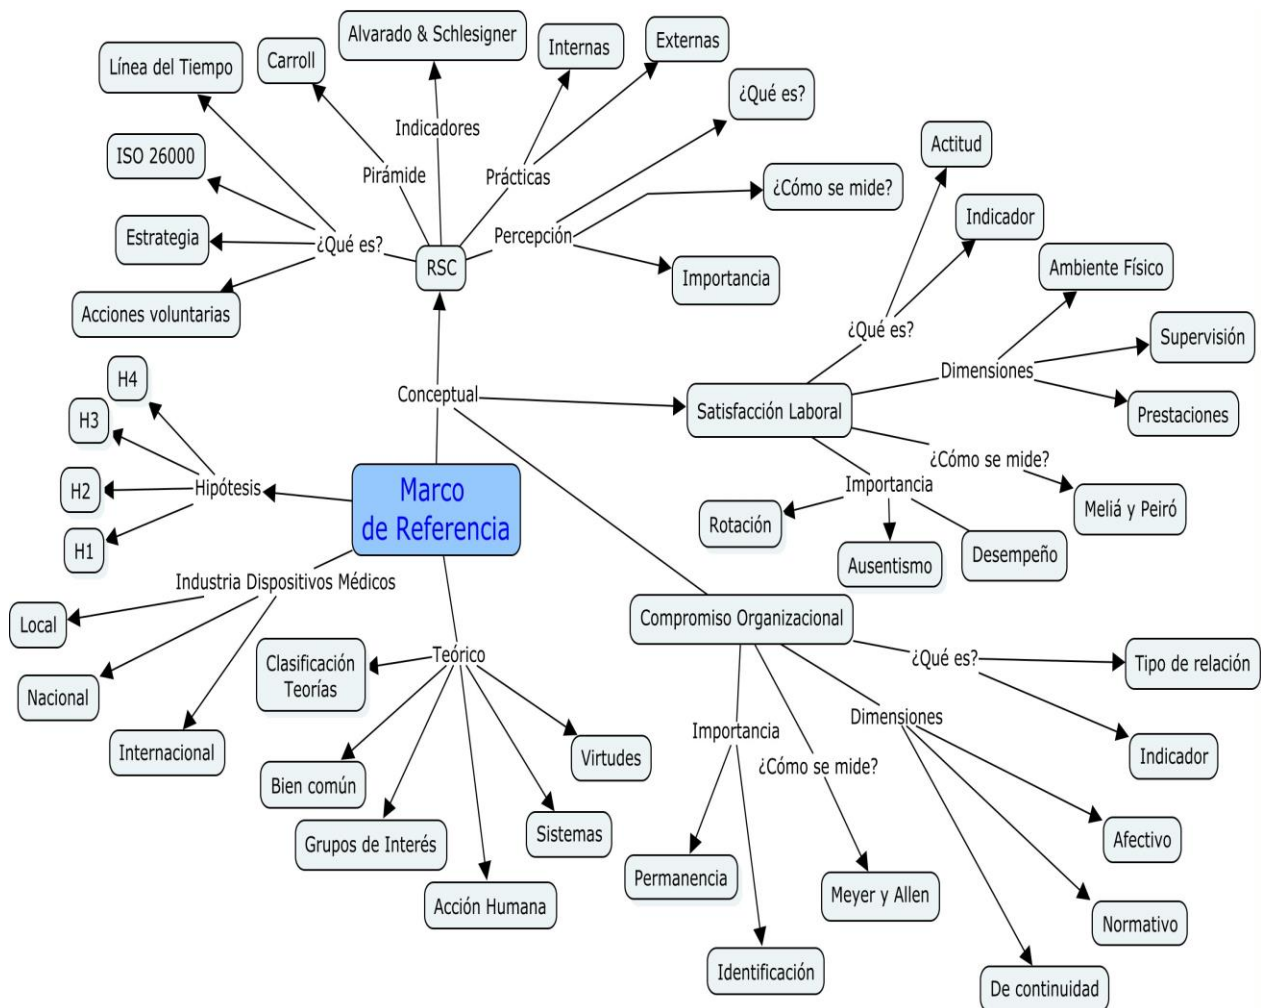 Alvarado & Schlesigner
Internas
Externas
Carroll
Línea del Tiempo
¿Qué es?
Indicadores
Actitud
ISO 26000
Pirámide
Prácticas
¿Cómo se mide?
Indicador
Estrategia
¿Qué es?
RSC
Percepción
Importancia
Ambiente Físico
Acciones voluntarias
¿Qué es?
Supervisión
Dimensiones
H4
Conceptual
Satisfacción Laboral
Prestaciones
H3
¿Cómo se mide?
H2
Hipótesis
Marco
de Referencia
Importancia
Meliá y Peiró
Rotación
H1
Ausentismo
Desempeño
Industria Dispositivos Médicos
Local
Compromiso Organizacional
Clasificación
Teorías
Teórico
¿Qué es?
Tipo de relación
Nacional
Dimensiones
Internacional
Importancia
Virtudes
¿Cómo se mide?
Indicador
Bien común
Grupos de Interés
Sistemas
Afectivo
Permanencia
Meyer y Allen
Acción Humana
Normativo
Identificación
De continuidad